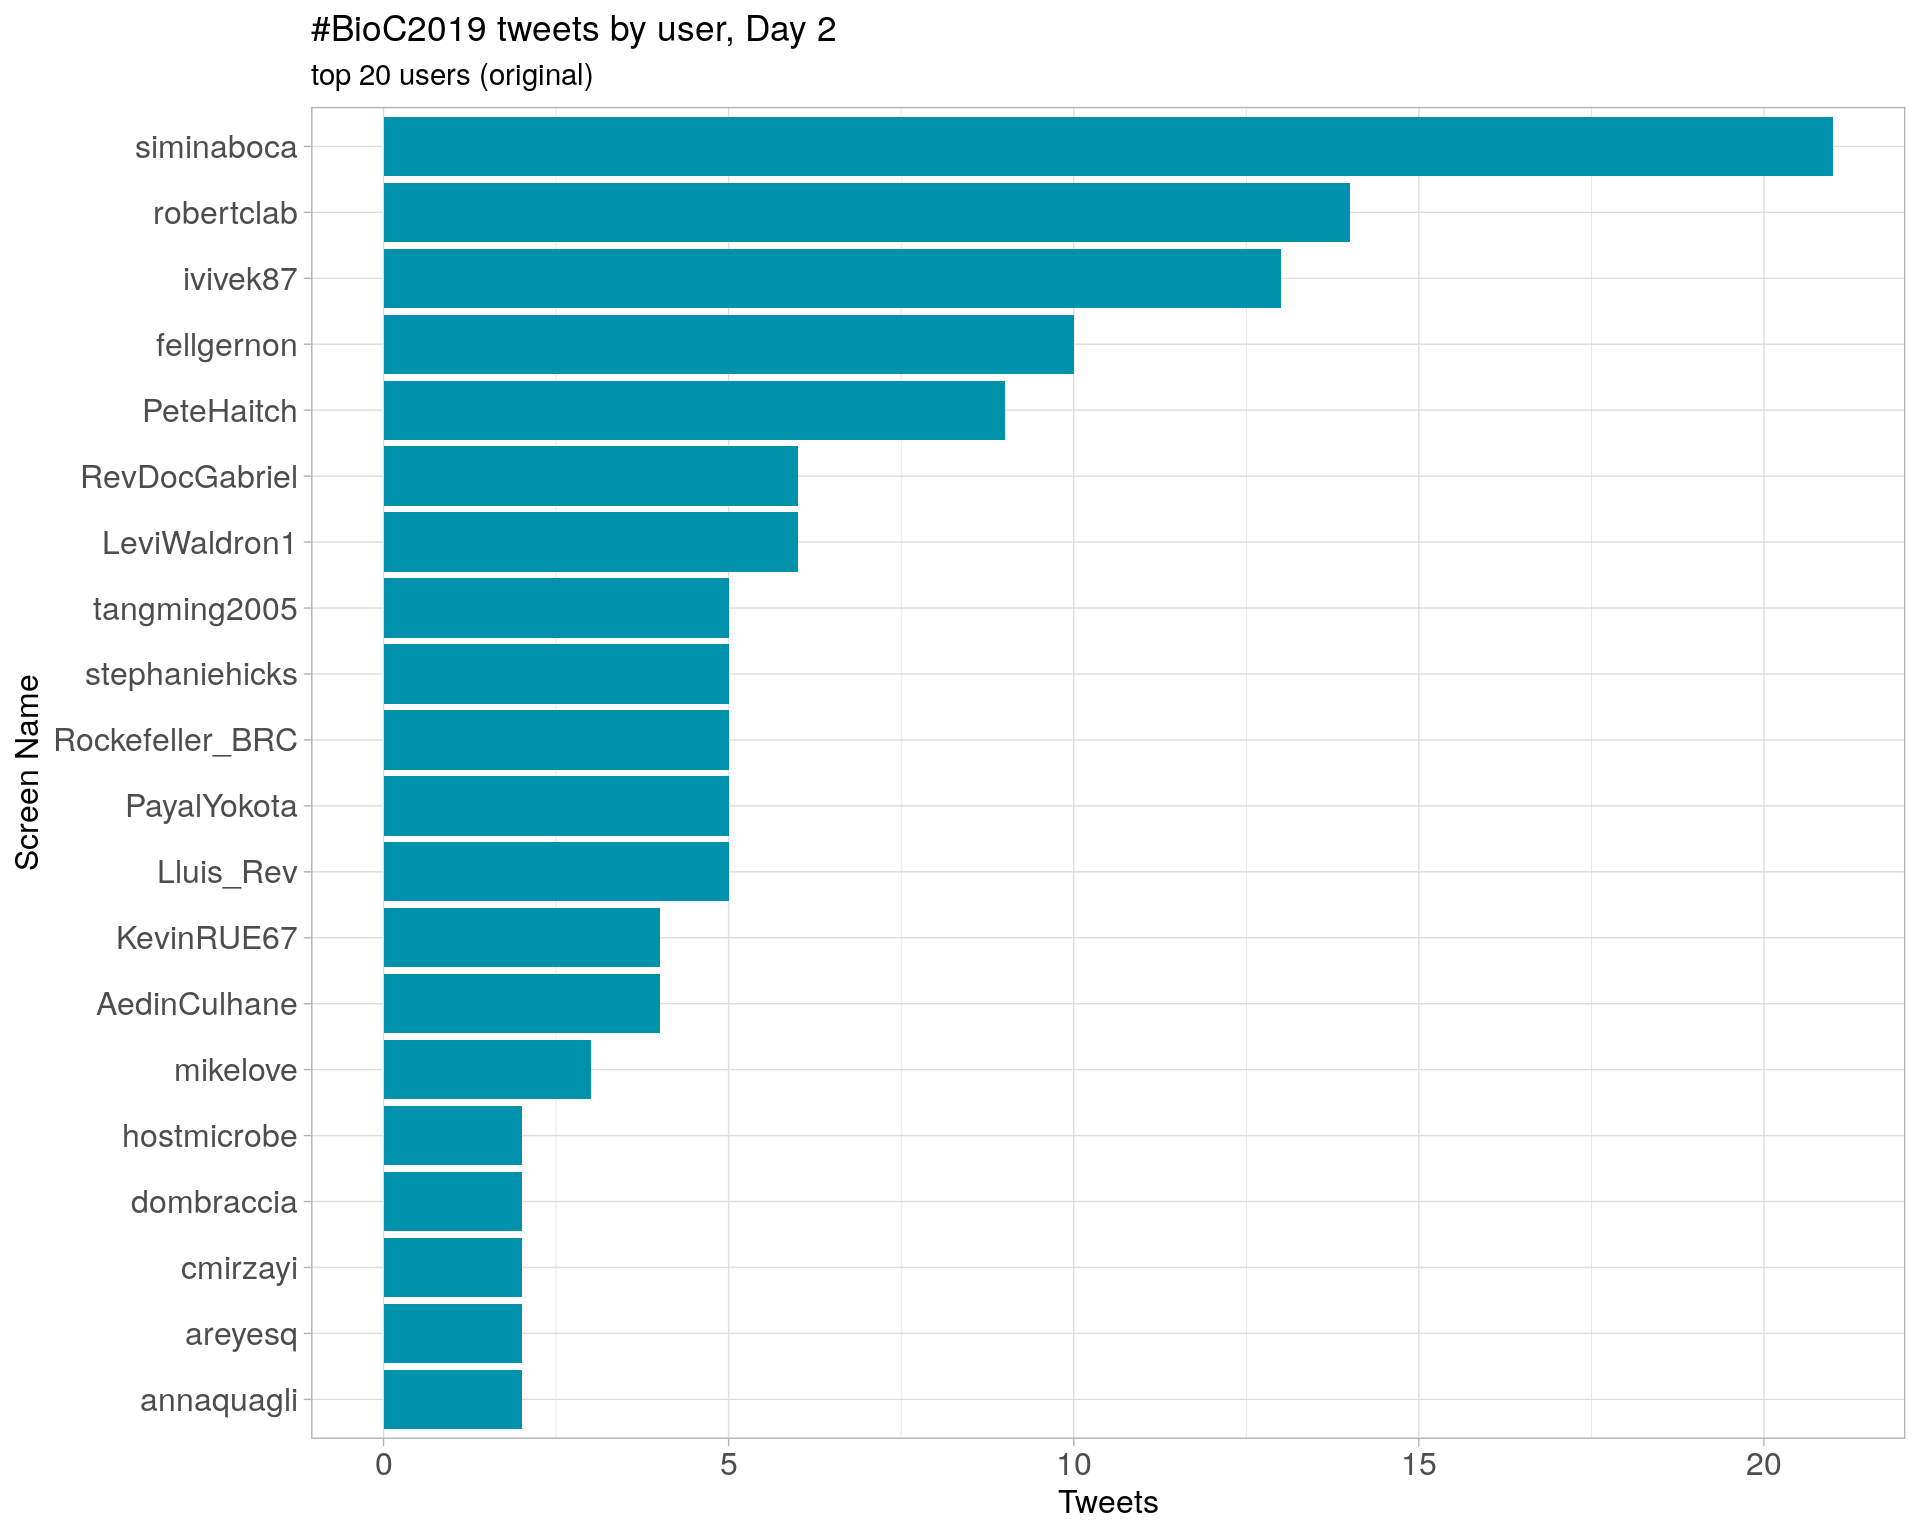 #BioC2019 tweets by user, Day 2
top 20 users (original)
siminaboca
robertclab
ivivek87
fellgernon
PeteHaitch
RevDocGabriel
LeviWaldron1
tangming2005
stephaniehicks
Rockefeller_BRC
PayalYokota
Lluis_Rev
KevinRUE67
AedinCulhane
mikelove
hostmicrobe
dombraccia
cmirzayi
areyesq
annaquagli
Screen Name
0 5 10 15 20
Tweets